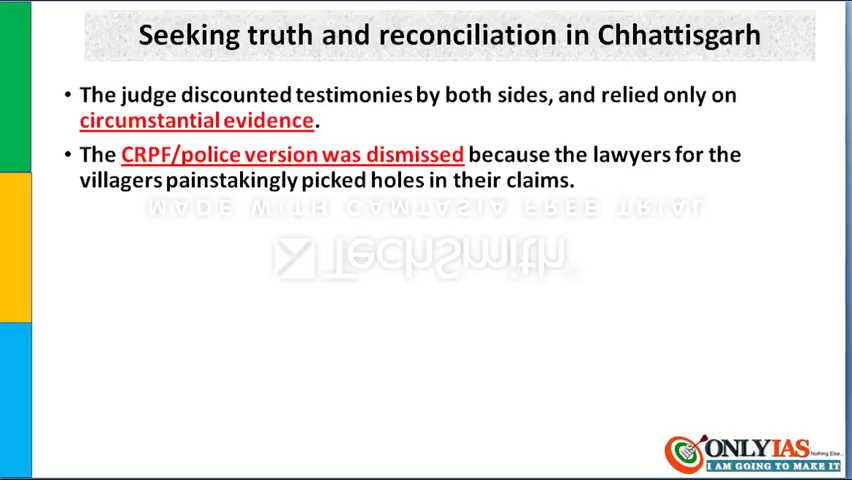 Seeking truth and reconciliation in Chhattisgarh
• The judge discounted testimonies by both sides, and relied only on
circumstantial evidence.
• The CRPF/police version was dismissed because the lawyers for the
villagers painstakingly picked holes in their claims.
MADE WITH CAMTASIA FREE TRIAL
TechSmith
ONLYIAS
Nothing Else...
I AM GOING TO MAKE IT